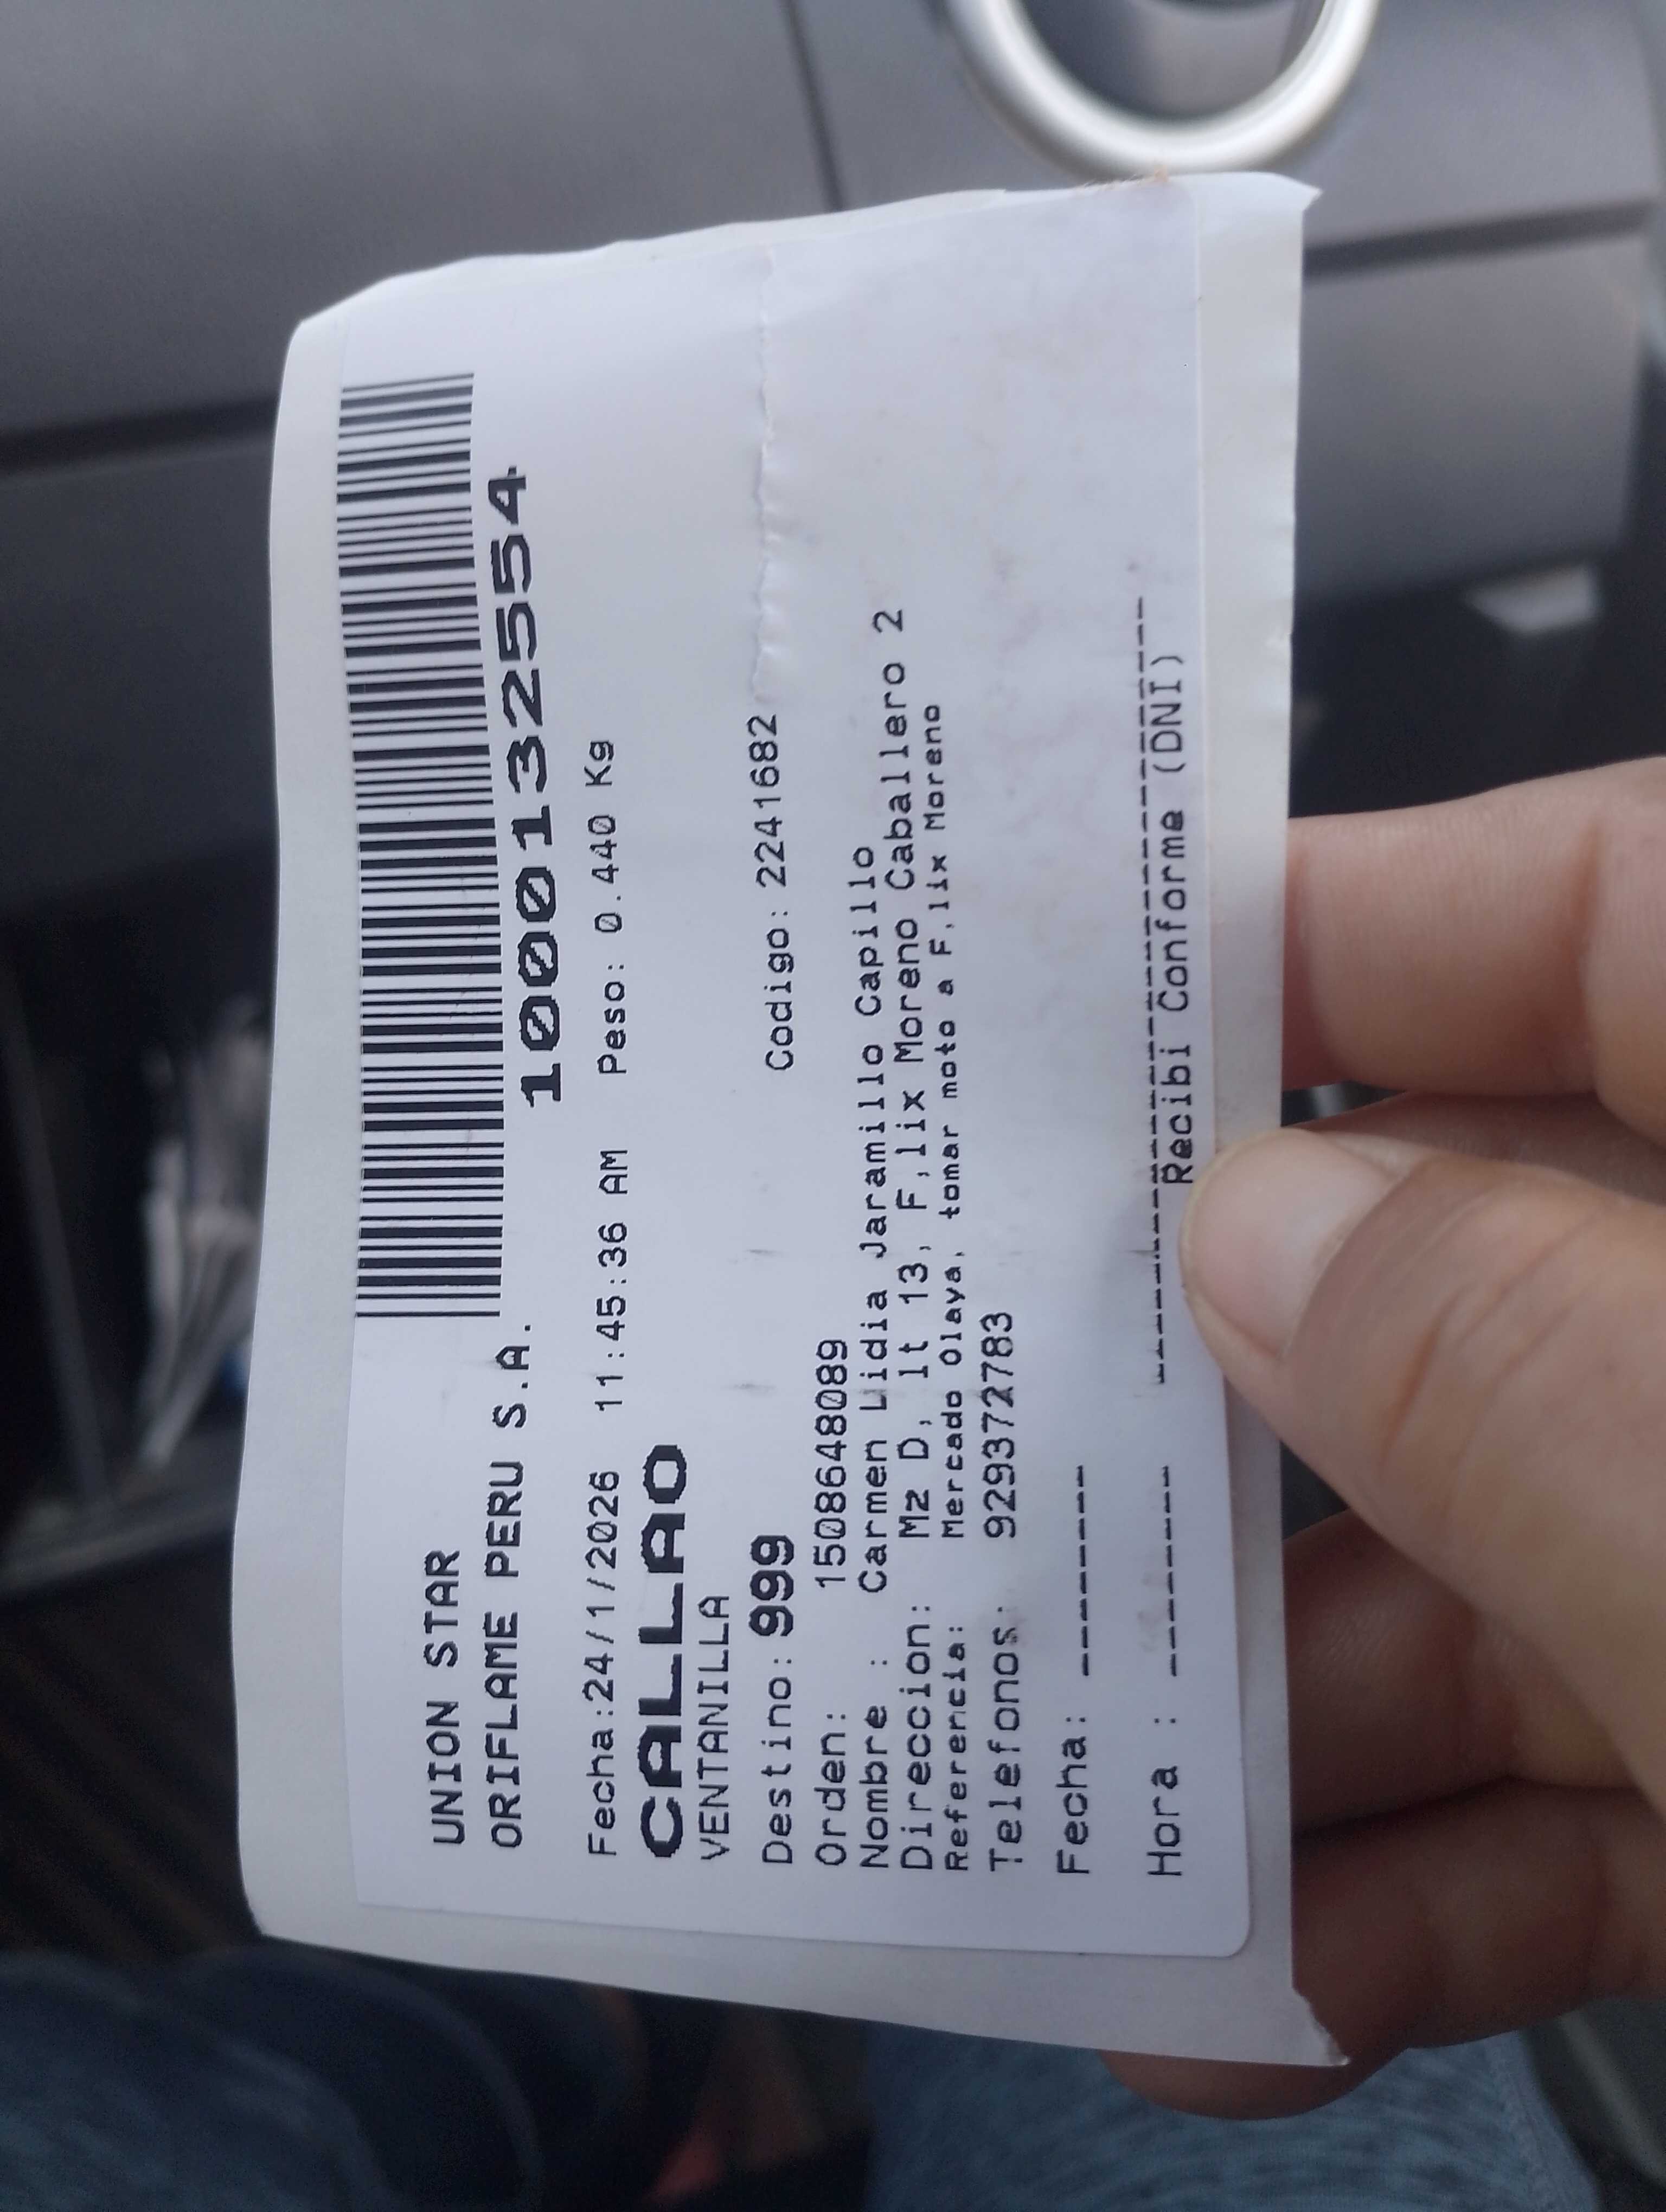 UNION STAR
ORIFLAME PERU S.A.
10001322554
Fecha:24/1/2026 11:45:36 AM Peso: 0.440 Kg
CALLAO
VENTANILLA
Destino: 999 Codigo: 2241682
Orden: 1508648089
Nombre : Carmen Lidia Jaramillo Capillo
Direccion: Mz D, lt 13, F,lix Moreno Caballero 2
Referencia: Mercado Olaya, tomar moto a F,lix Moreno
Telefonos: 929372783
Fecha: --------
Hora : --------
Recibi Conforme (DNI)